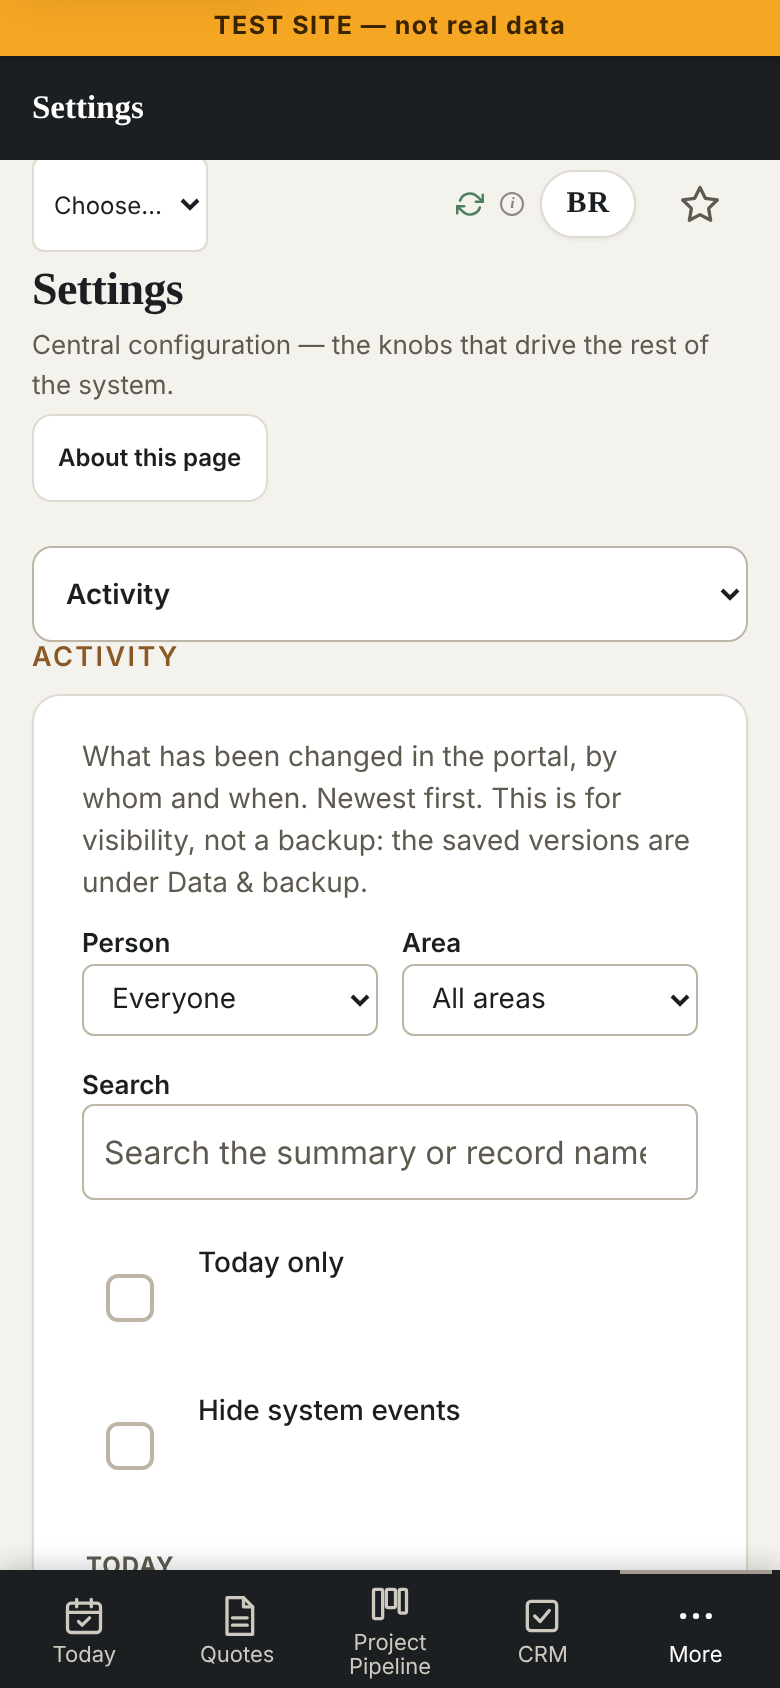 TEST SITE — not real data
Settings
Choose...
i
BR
Settings
Central configuration — the knobs that drive the rest of
the system.
About this page
Activity
ACTIVITY
What has been changed in the portal, by
whom and when. Newest first. This is for
visibility, not a backup: the saved versions are
under Data & backup.
Person
Area
Everyone
All areas
Search
Search the summary or record name
Today only
Hide system events
TODAY
Today
Quotes
Project
Pipeline
CRM
More